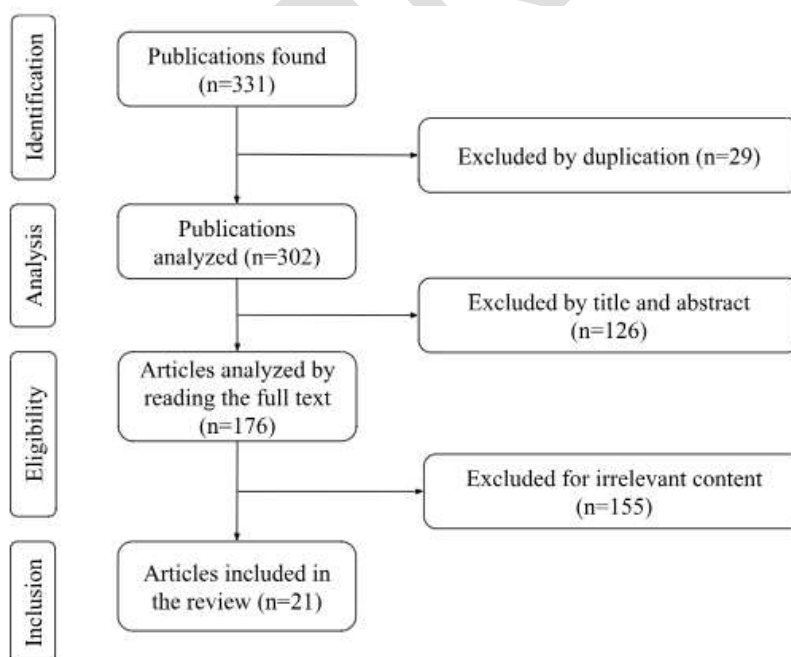 Identification
Publications found
(n=331)
Excluded by duplication (n=29)
Analysis
Publications
analyzed (n=302)
Excluded by title and abstract
(n=126)
Eligibility
Articles analyzed by
reading the full text
(n=176)
Excluded for irrelevant content
(n=155)
Inclusion
Articles included in
the review (n=21)